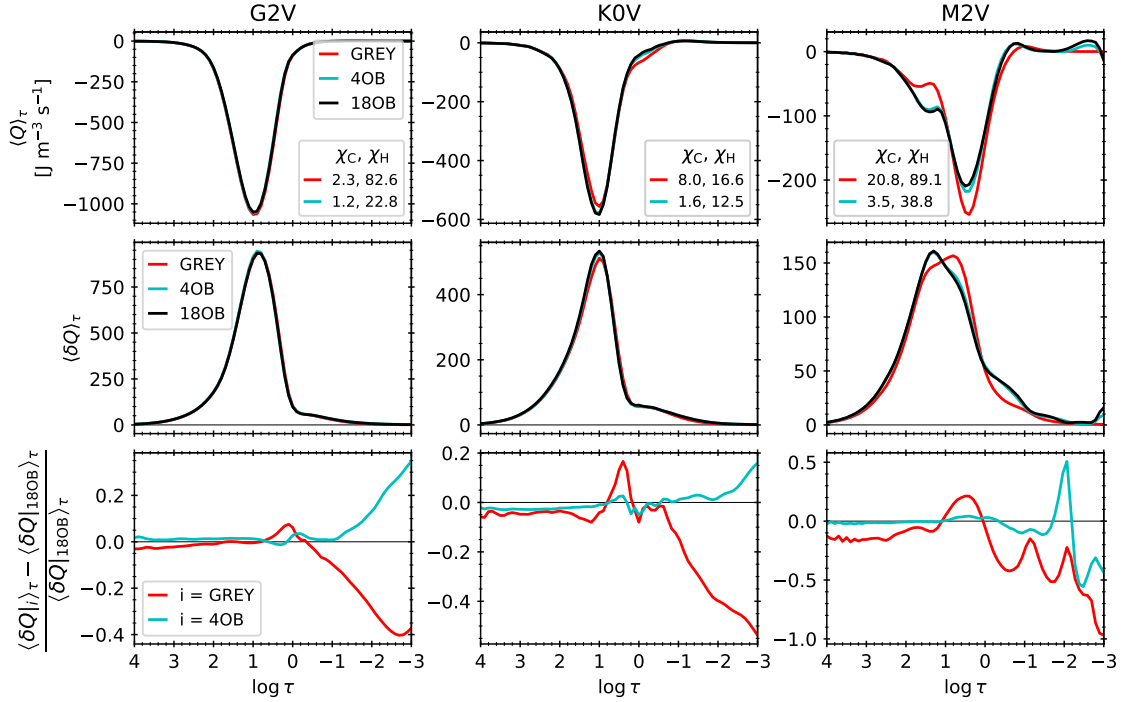 G2V K0V M2V
0
−250
−500
−750
−1000
⟨Q⟩τ
[J m⁻³ s⁻¹]
GREY
4OB
18OB
χC, χH
2.3, 82.6
1.2, 22.8
0
−200
−400
−600
χC, χH
8.0, 16.6
1.6, 12.5
0
−100
−200
χC, χH
20.8, 89.1
3.5, 38.8
750
500
250
0
⟨δQ⟩τ
GREY
4OB
18OB
400
200
0
150
100
50
0
0.2
0.0
−0.2
−0.4
⟨δQ|i⟩τ − ⟨δQ|18OB⟩τ
⟨δQ|18OB⟩τ
i = GREY
i = 4OB
0.2
0.0
−0.2
−0.4
0.5
0.0
−0.5
−1.0
4 3 2 1 0 −1 −2 −3
4 3 2 1 0 −1 −2 −3
4 3 2 1 0 −1 −2 −3
log τ log τ log τ